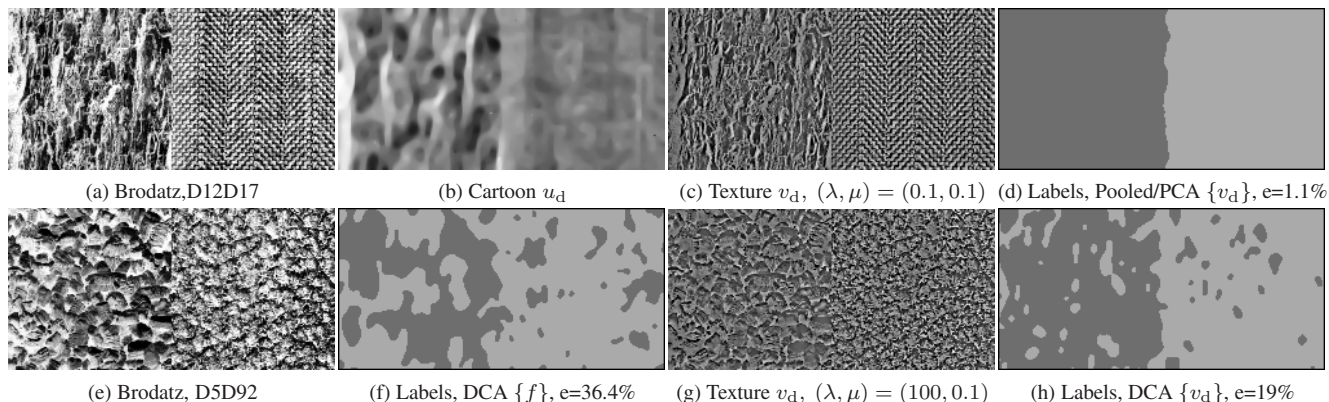 (a) Brodatz,D12D17
(b) Cartoon u_d
(c) Texture v_d, (λ, μ) = (0.1, 0.1)
(d) Labels, Pooled/PCA {v_d}, e=1.1%
(e) Brodatz, D5D92
(f) Labels, DCA {f}, e=36.4%
(g) Texture v_d, (λ, μ) = (100, 0.1)
(h) Labels, DCA {v_d}, e=19%